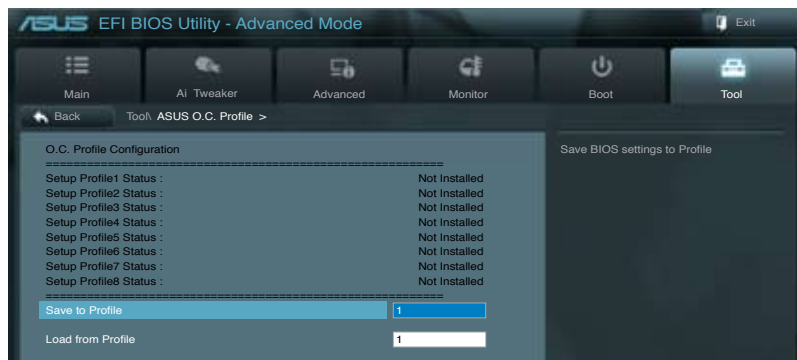 ASUS EFI BIOS Utility - Advanced Mode
Exit
Main
Ai Tweaker
Advanced
Monitor
Boot
Tool
Back
Tool\ ASUS O.C. Profile >
O.C. Profile Configuration
Save BIOS settings to Profile
==========================================================
Setup Profile1 Status : Not Installed
Setup Profile2 Status : Not Installed
Setup Profile3 Status : Not Installed
Setup Profile4 Status : Not Installed
Setup Profile5 Status : Not Installed
Setup Profile6 Status : Not Installed
Setup Profile7 Status : Not Installed
Setup Profile8 Status : Not Installed
==========================================================
Save to Profile 1
Load from Profile 1